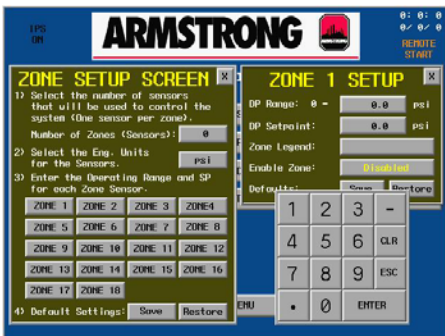 IPS
ON
ARMSTRONG
0: 0: 0
0/ 0/ 0
REMOTE
START
ZONE SETUP SCREEN X
1) Select the number of sensors
that will be used to control the
system (One sensor per zone).
Number of Zones (Sensors): 0
2) Select the Eng. Units
for the Sensors. psi
3) Enter the Operating Range and SP
for each Zone Sensor.
ZONE 1 ZONE 2 ZONE 3 ZONE4
ZONE 5 ZONE 6 ZONE 7 ZONE 8
ZONE 9 ZONE 10 ZONE 11 ZONE 12
ZONE 13 ZONE 14 ZONE 15 ZONE 16
ZONE 17 ZONE 18
4) Default Settings: Save Restore
ZONE 1 SETUP X
DP Range: 0 - 0.0 psi
DP Setpoint: 0.0 psi
Zone Legend:
Enable Zone: Disabled
Defaults: Save Restore
1 2 3 -
4 5 6 CLR
7 8 9 ESC
. 0 ENTER
ENU